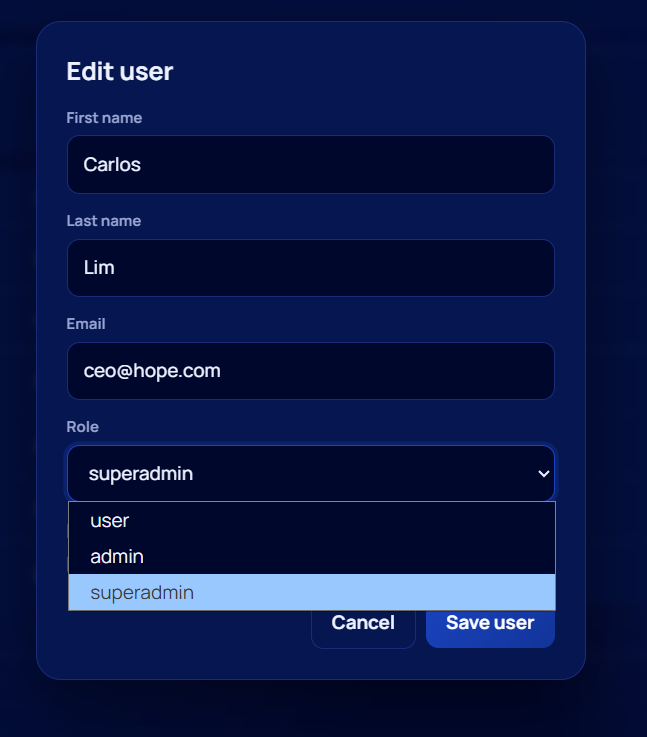 Edit user
First name
Carlos
Last name
Lim
Email
ceo@hope.com
Role
superadmin
user
admin
superadmin
Cancel
Save user